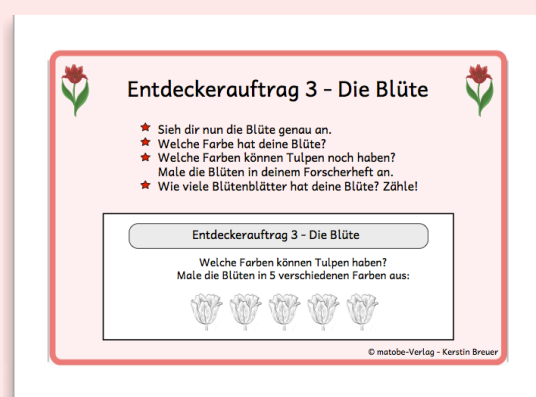 Entdeckerauftrag 3 - Die Blüte
Sieh dir nun die Blüte genau an.
Welche Farbe hat deine Blüte?
Welche Farben können Tulpen noch haben?
Male die Blüten in deinem Forscherheft an.
Wie viele Blütenblätter hat deine Blüte? Zähle!
Entdeckerauftrag 3 - Die Blüte
Welche Farben können Tulpen haben?
Male die Blüten in 5 verschiedenen Farben aus:
© matobe-Verlag - Kerstin Breuer